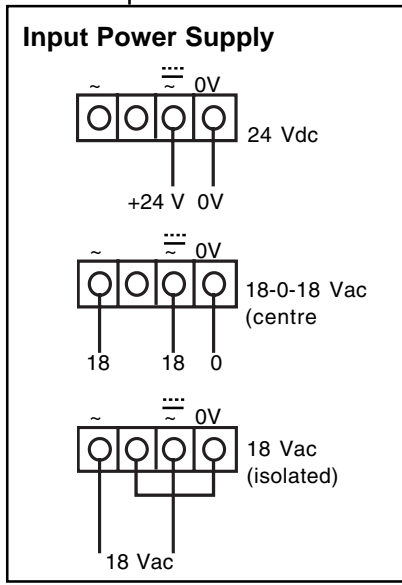 Input Power Supply
~ ⎓ ~ 0V
24 Vdc
+24 V 0V
~ ⎓ ~ 0V
18-0-18 Vac
(centre
18 18 0
~ ⎓ ~ 0V
18 Vac
(isolated)
18 Vac